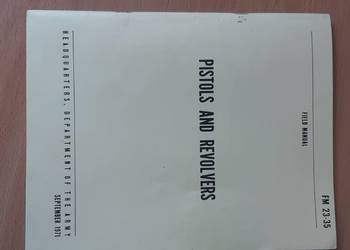 FM 23-35
FIELD MANUAL
PISTOLS AND REVOLVERS
HEADQUARTERS, DEPARTMENT OF THE ARMY
SEPTEMBER 1971